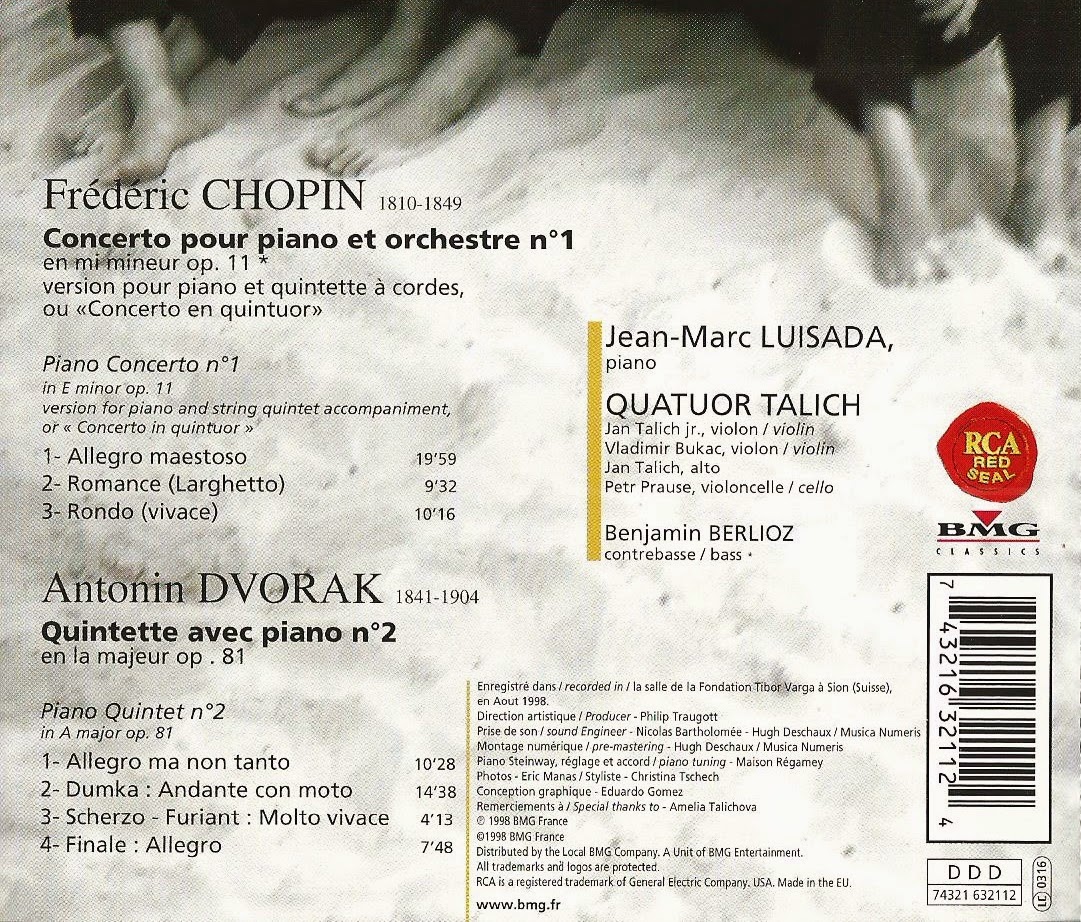 Frédéric CHOPIN 1810-1849
Concerto pour piano et orchestre n°1
en mi mineur op. 11 *
version pour piano et quintette à cordes,
ou «Concerto en quintuor»
Piano Concerto n°1
in E minor op. 11
version for piano and string quintet accompaniment,
or « Concerto in quintuor »
1- Allegro maestoso 19'59
2- Romance (Larghetto) 9'32
3- Rondo (vivace) 10'16
Antonin DVORAK 1841-1904
Quintette avec piano n°2
en la majeur op . 81
Piano Quintet n°2
in A major op. 81
1- Allegro ma non tanto 10'28
2- Dumka : Andante con moto 14'38
3- Scherzo - Furiant : Molto vivace 4'13
4- Finale : Allegro 7'48
Jean-Marc LUISADA,
piano
QUATUOR TALICH
Jan Talich jr., violon / violin
Vladimir Bukac, violon / violin
Jan Talich, alto
Petr Prause, violoncelle / cello
Benjamin BERLIOZ
contrebasse / bass *
RCA
RED
SEAL
BMG
CLASSICS
Enregistré dans / recorded in / la salle de la Fondation Tibor Varga à Sion (Suisse),
en Aout 1998.
Direction artistique / Producer - Philip Traugott
Prise de son / sound Engineer - Nicolas Bartholomée - Hugh Deschaux / Musica Numeris
Montage numérique / pre-mastering - Hugh Deschaux / Musica Numeris
Piano Steinway, réglage et accord / piano tuning - Maison Régamey
Photos - Eric Manas / Styliste - Christina Tschech
Conception graphique - Eduardo Gomez
Remerciements à / Special thanks to - Amelia Talichova
℗ 1998 BMG France
©1998 BMG France
Distributed by the Local BMG Company. A Unit of BMG Entertainment.
All trademarks and logos are protected.
RCA is a registered trademark of General Electric Company. USA. Made in the EU.
www.bmg.fr
7 43216 32112 4
DDD
74321 632112
LC 0316